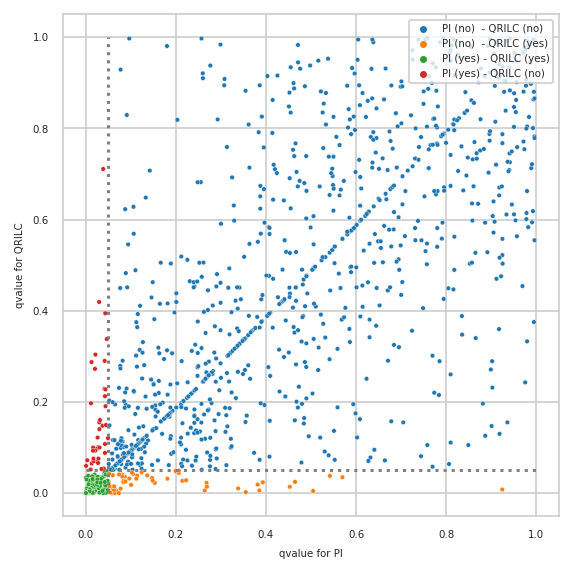 PI (no)  - QRILC (no)
PI (no)  - QRILC (yes)
PI (yes) - QRILC (yes)
PI (yes) - QRILC (no)
qvalue for QRILC
1.0
0.8
0.6
0.4
0.2
0.0
0.0 0.2 0.4 0.6 0.8 1.0
qvalue for PI